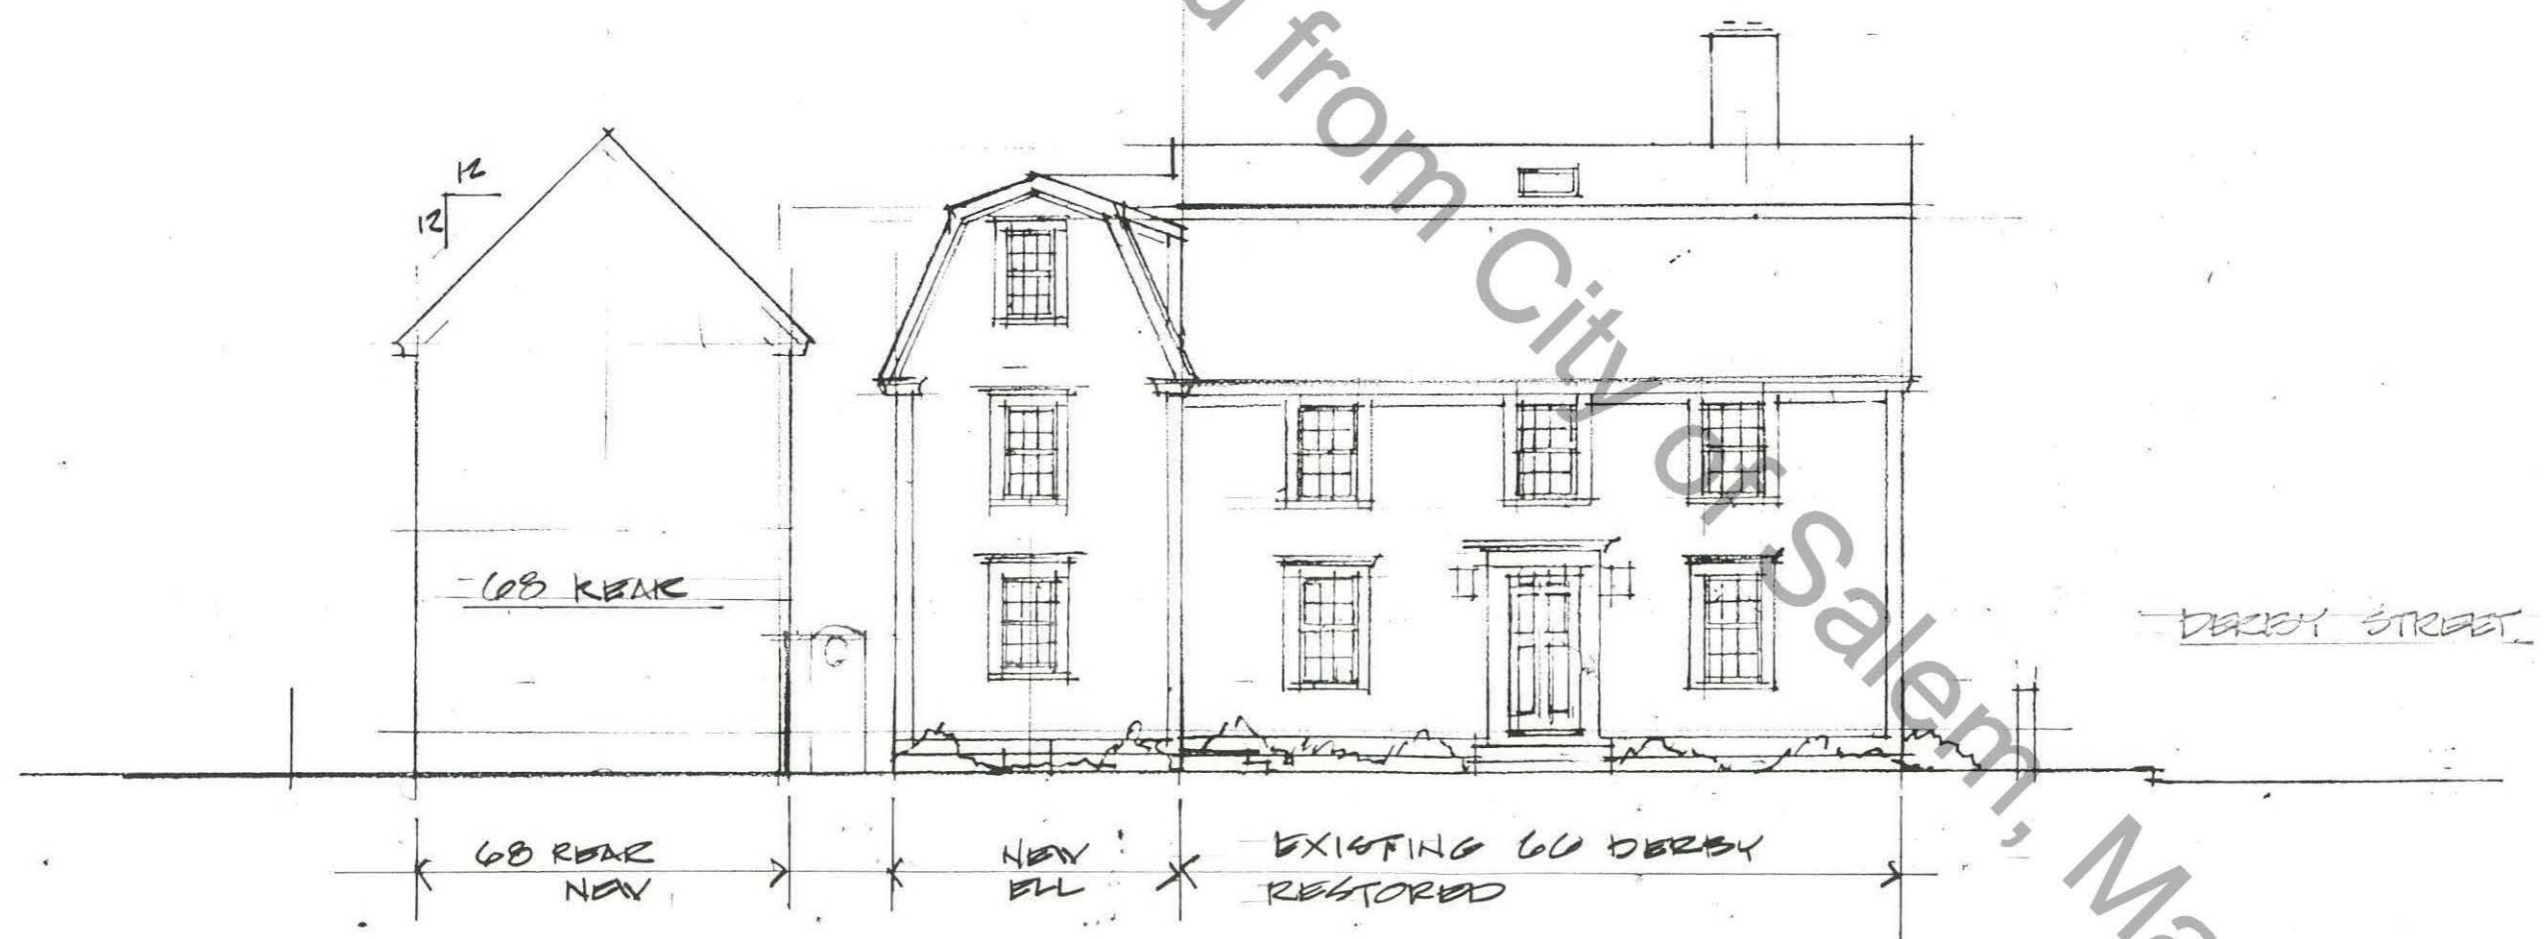 d from City of Salem, Ma
12
12
68 REAR
DERBY STREET
68 REAR
NEW
NEW
ELL
EXISTING 66 DERBY
RESTORED